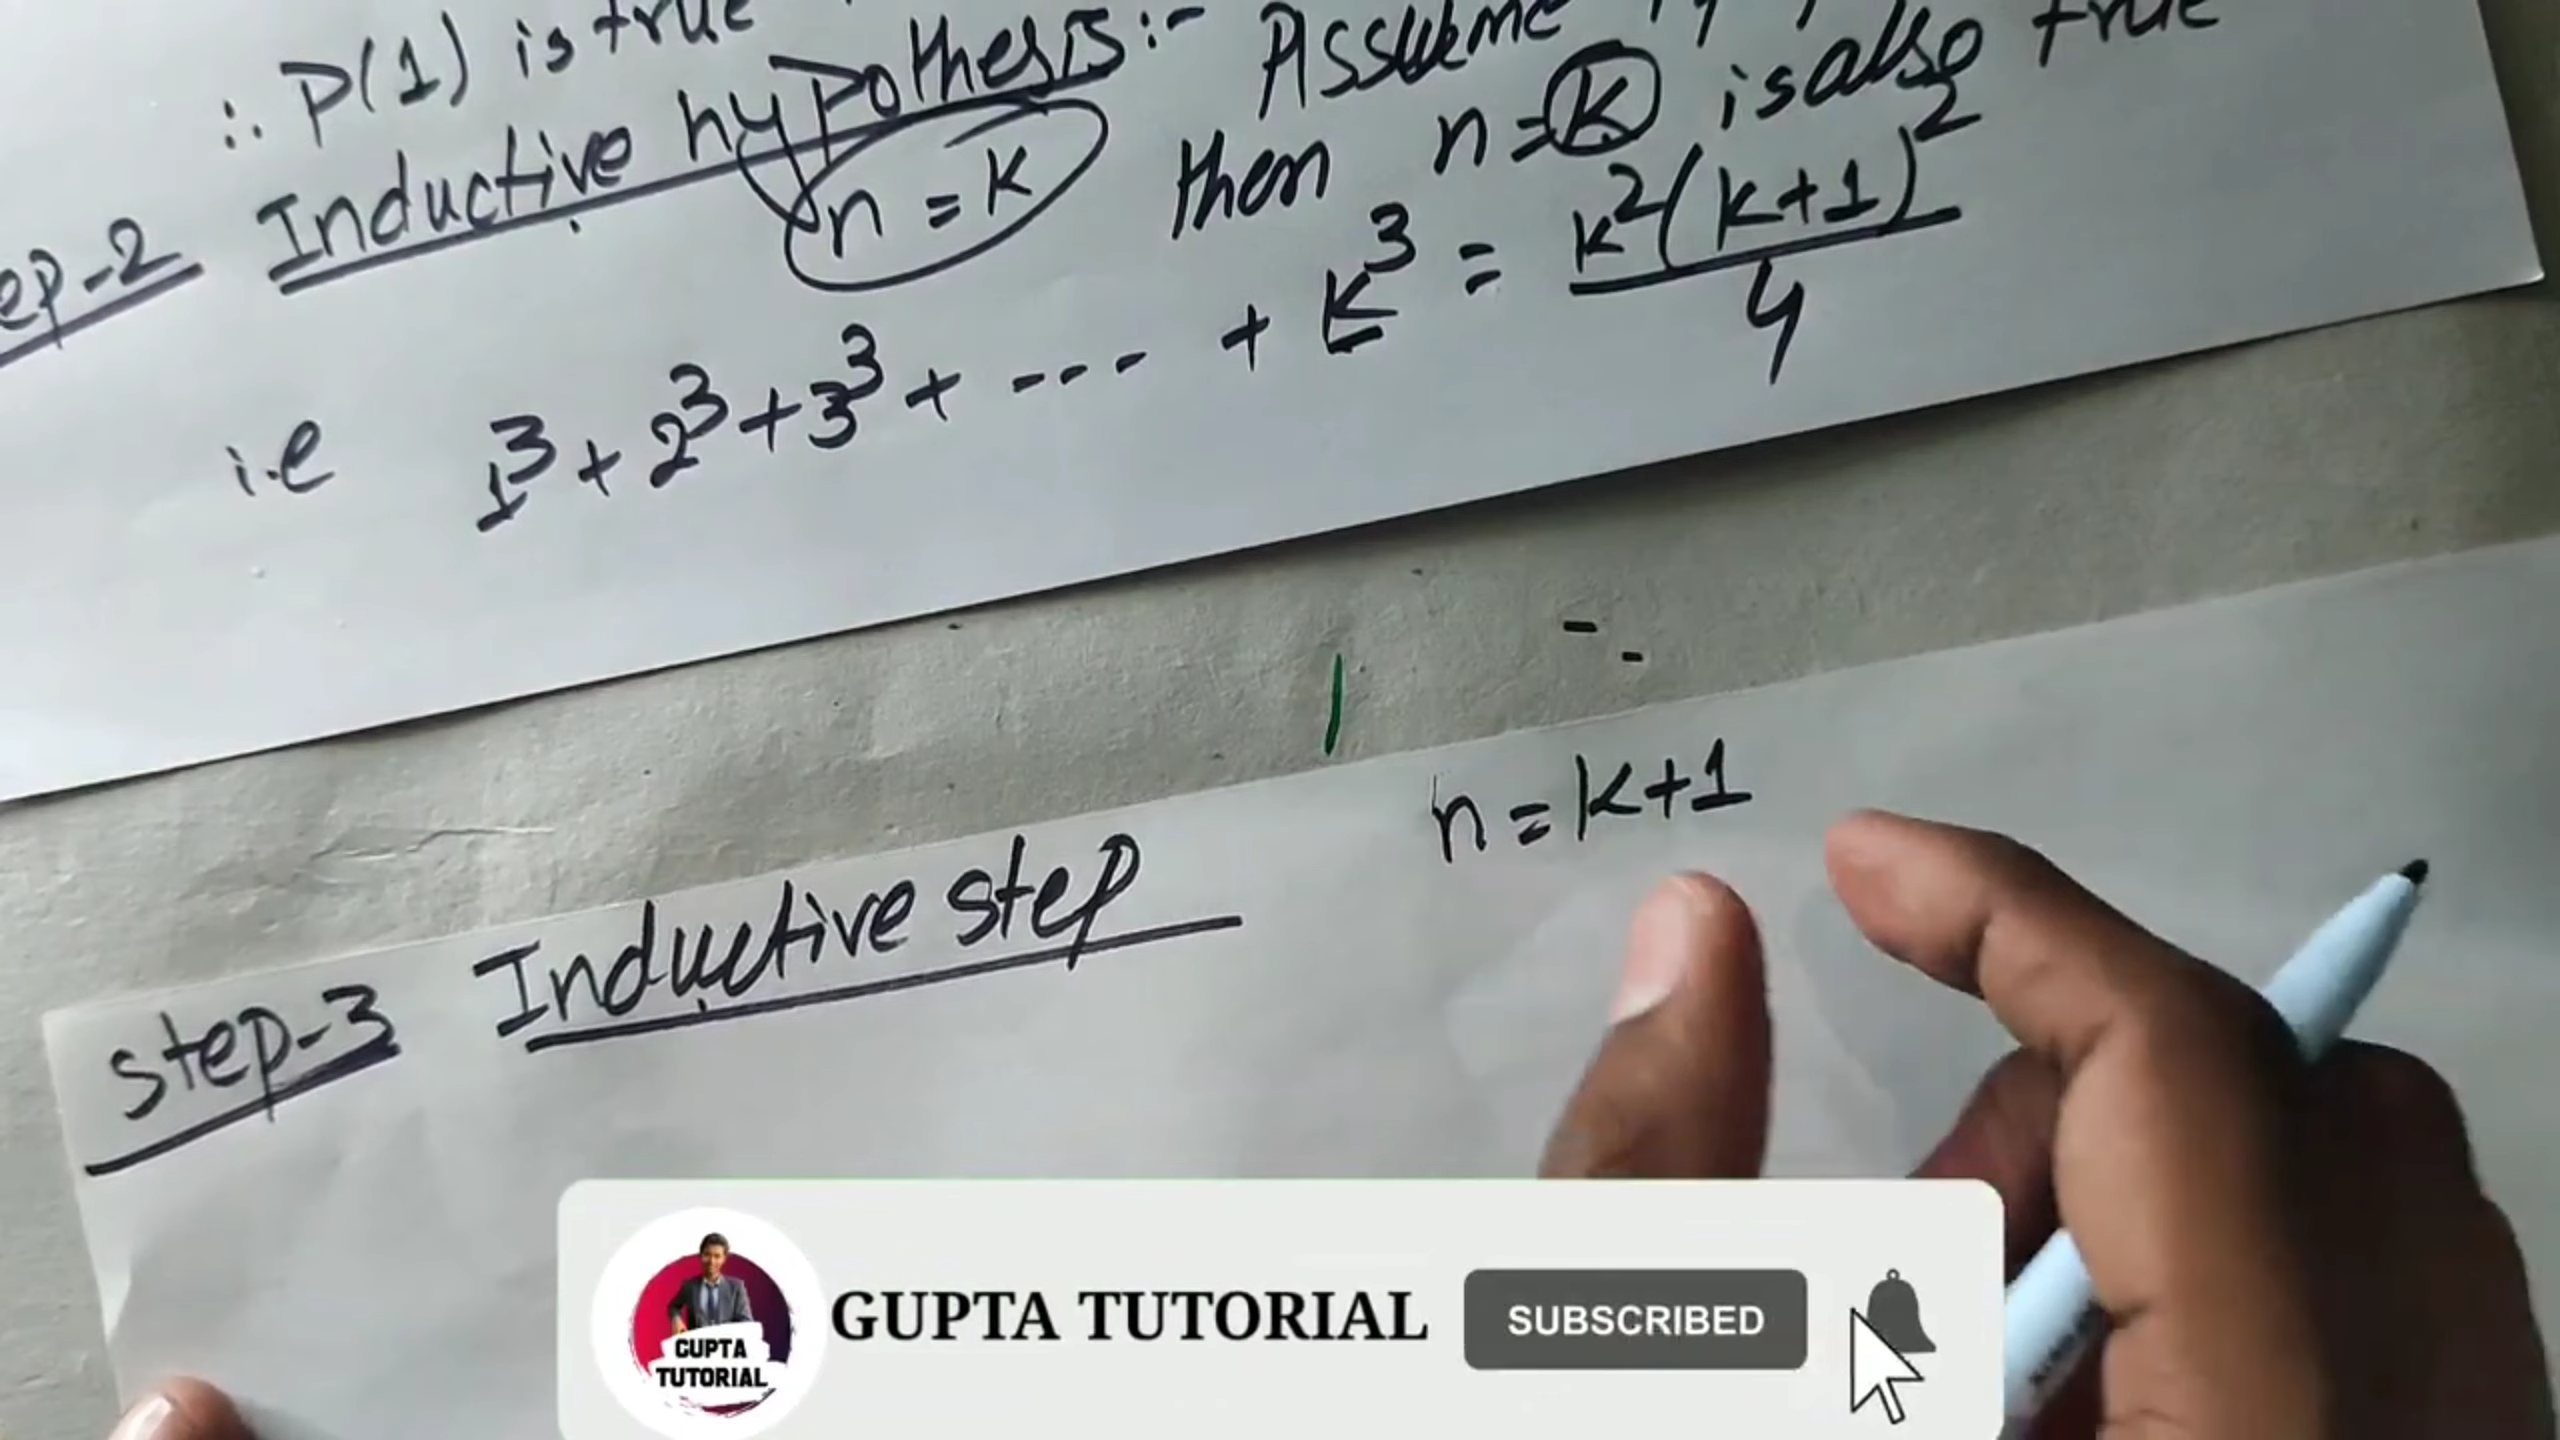 ∴ P(1) is true
ep-2 Inductive hypothesis:- Assume
n = k then n = k is also true
i.e 1³ + 2³ + 3³ + ---- + k³ = k²(k+1)²/4
n = k+1
step-3 Inductive step
GUPTA TUTORIAL
GUPTA TUTORIAL
SUBSCRIBED